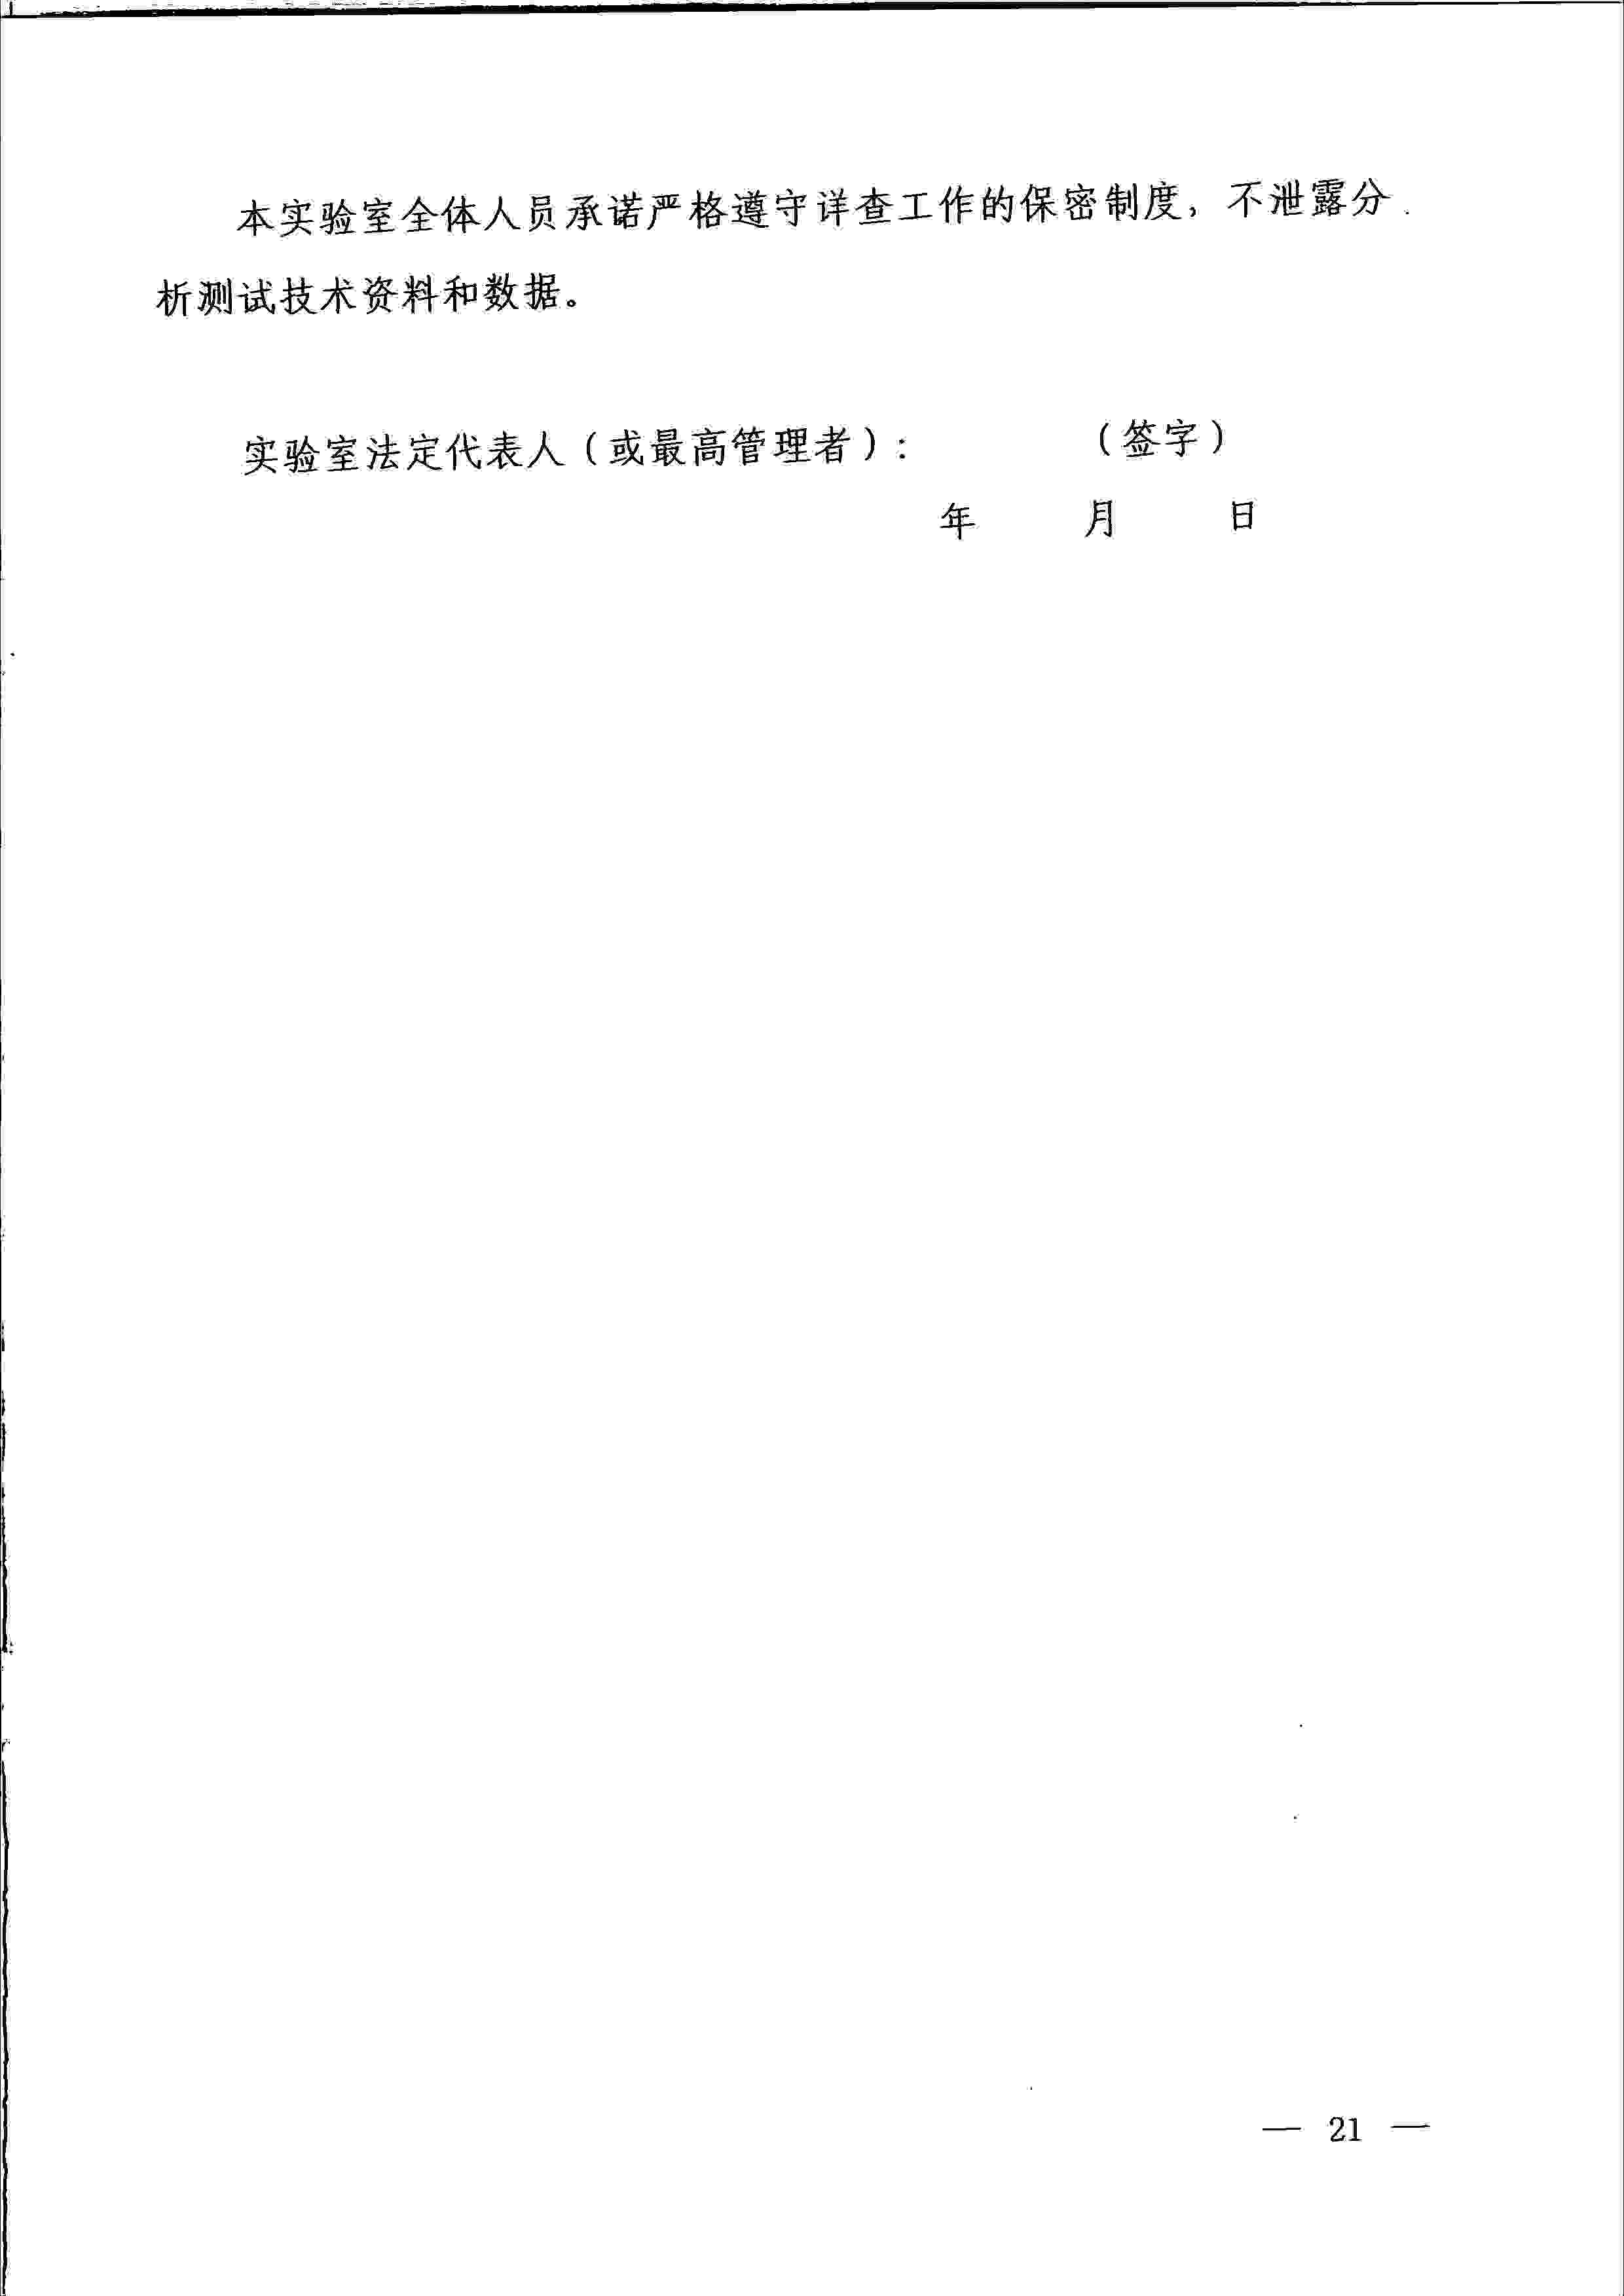 本实验室全体人员承诺严格遵守详查工作的保密制度，不泄露分
析测试技术资料和数据。
实验室法定代表人（或最高管理者）： （签字）
年 月 日
— 21 —